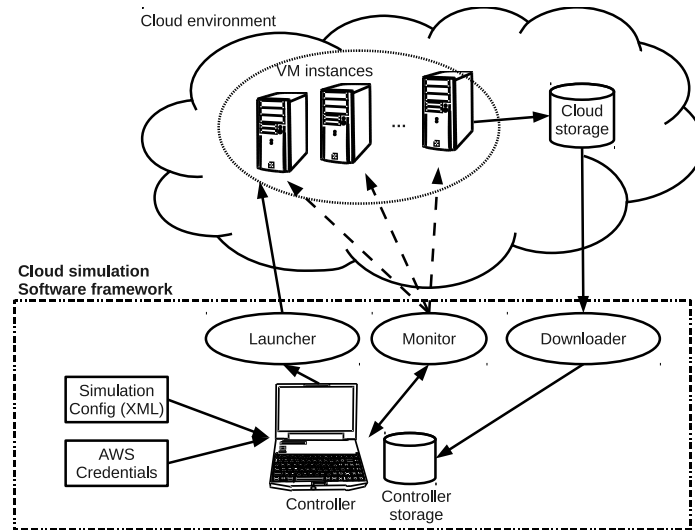 Cloud environment
VM instances
...
Cloud
storage
Cloud simulation
Software framework
Launcher
Monitor
Downloader
Simulation
Config (XML)
AWS
Credentials
Controller
Controller
storage